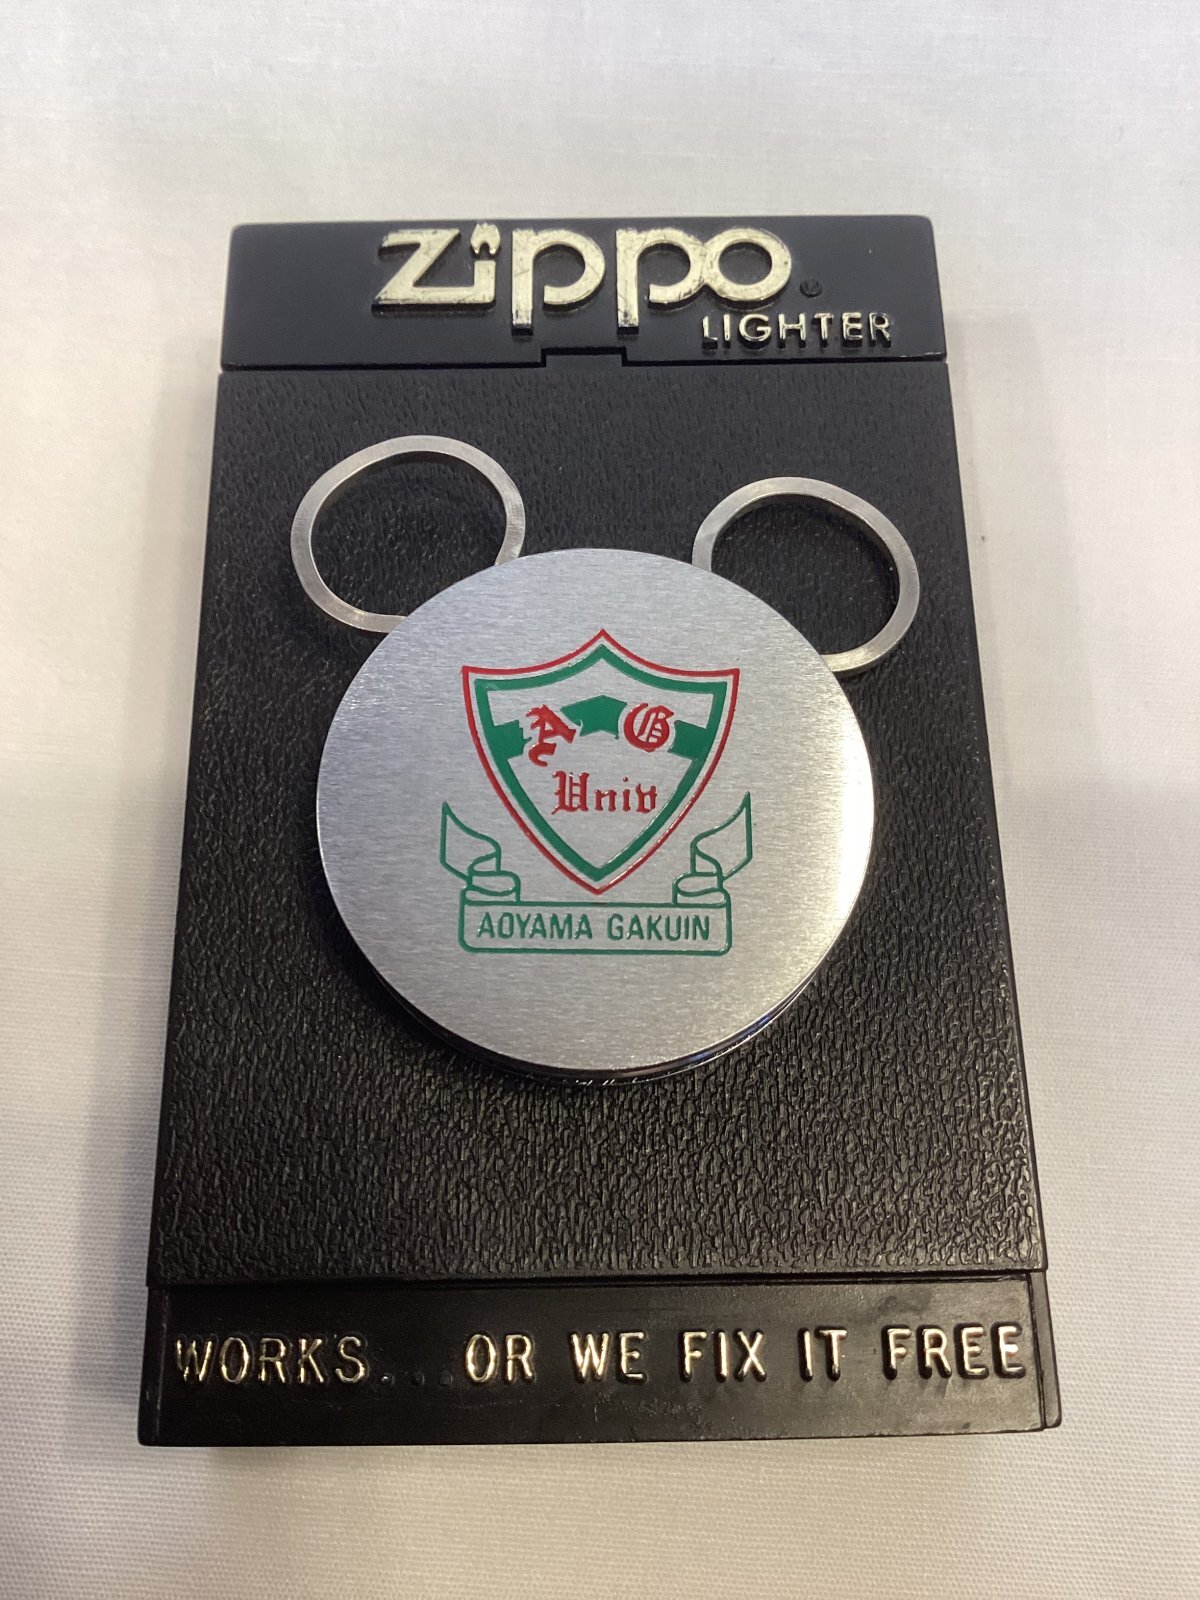 Zippo®
LIGHTER
A G
Univ
AOYAMA GAKUIN
WORKS... OR WE FIX IT FREE